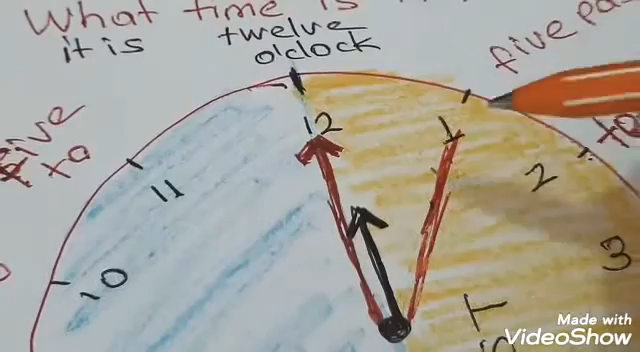 What time is
it is
twelve
o'clock
five pa
five
to
to
12
1
11
2
10
3
Made with
VideoShow